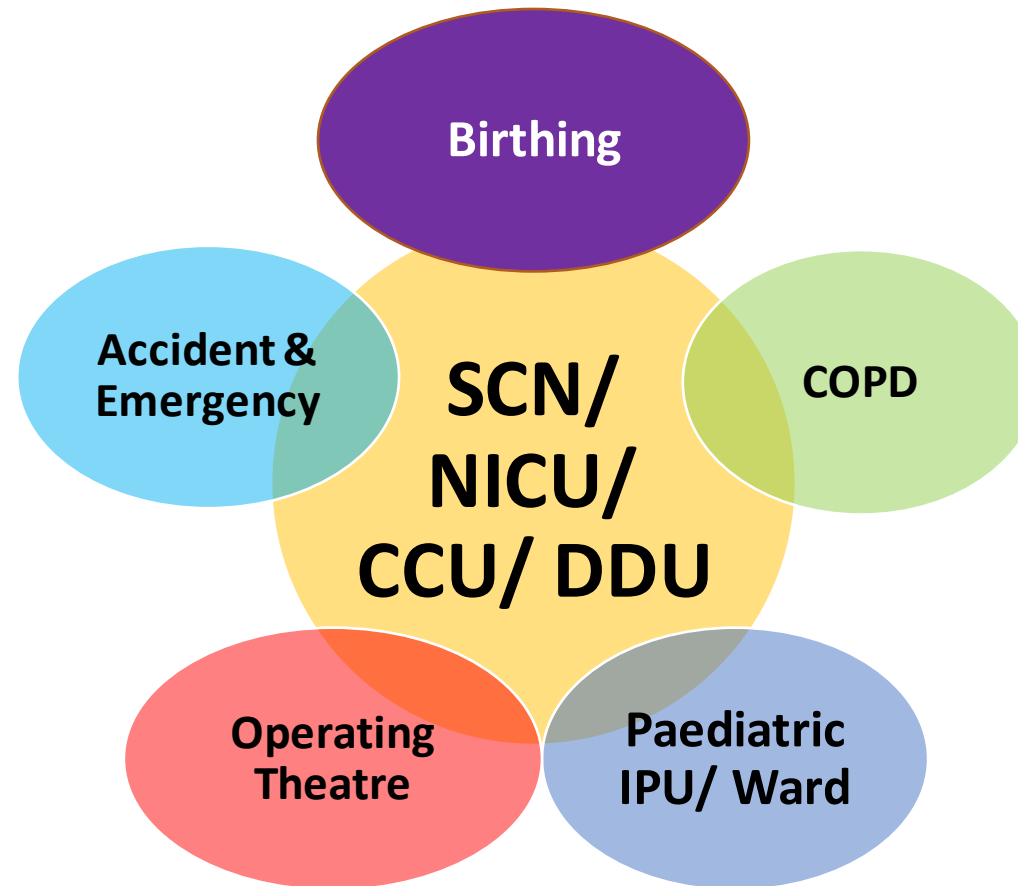 Birthing
Accident &
Emergency
SCN/
NICU/
CCU/ DDU
COPD
Operating
Theatre
Paediatric
IPU/ Ward